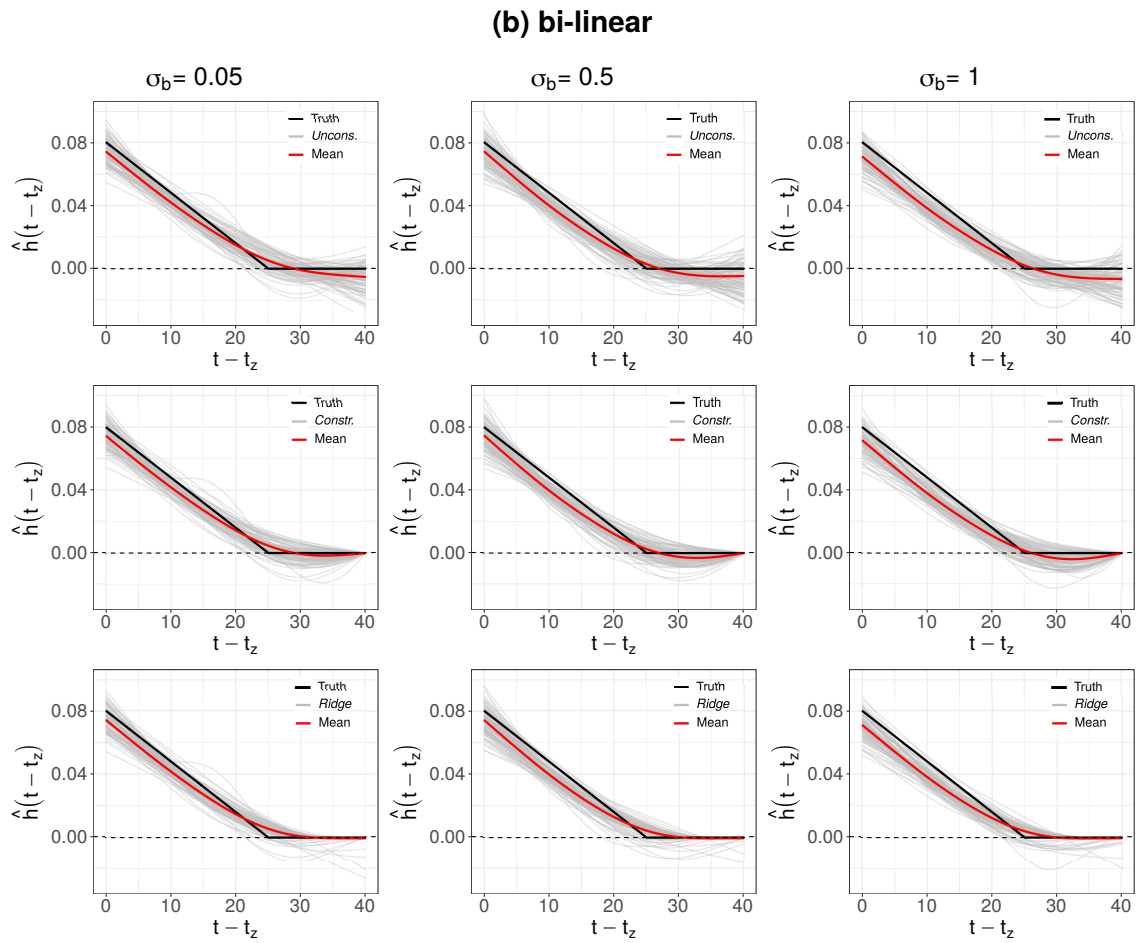 (b) bi-linear
σb= 0.05
σb= 0.5
σb= 1
Truth
Uncons.
Mean
0.08
0.04
0.00
ĥ(t − tz)
0 10 20 30 40
t − tz
Truth
Uncons.
Mean
0.08
0.04
0.00
ĥ(t − tz)
0 10 20 30 40
t − tz
Truth
Uncons.
Mean
0.08
0.04
0.00
ĥ(t − tz)
0 10 20 30 40
t − tz
Truth
Constr.
Mean
0.08
0.04
0.00
ĥ(t − tz)
0 10 20 30 40
t − tz
Truth
Constr.
Mean
0.08
0.04
0.00
ĥ(t − tz)
0 10 20 30 40
t − tz
Truth
Constr.
Mean
0.08
0.04
0.00
ĥ(t − tz)
0 10 20 30 40
t − tz
Truth
Ridge
Mean
0.08
0.04
0.00
ĥ(t − tz)
0 10 20 30 40
t − tz
Truth
Ridge
Mean
0.08
0.04
0.00
ĥ(t − tz)
0 10 20 30 40
t − tz
Truth
Ridge
Mean
0.08
0.04
0.00
ĥ(t − tz)
0 10 20 30 40
t − tz